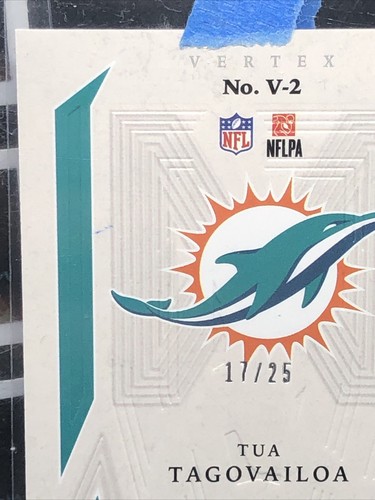 VERTEX
No. V-2
NFL
NFLPA
17/25
TUA
TAGOVAILOA